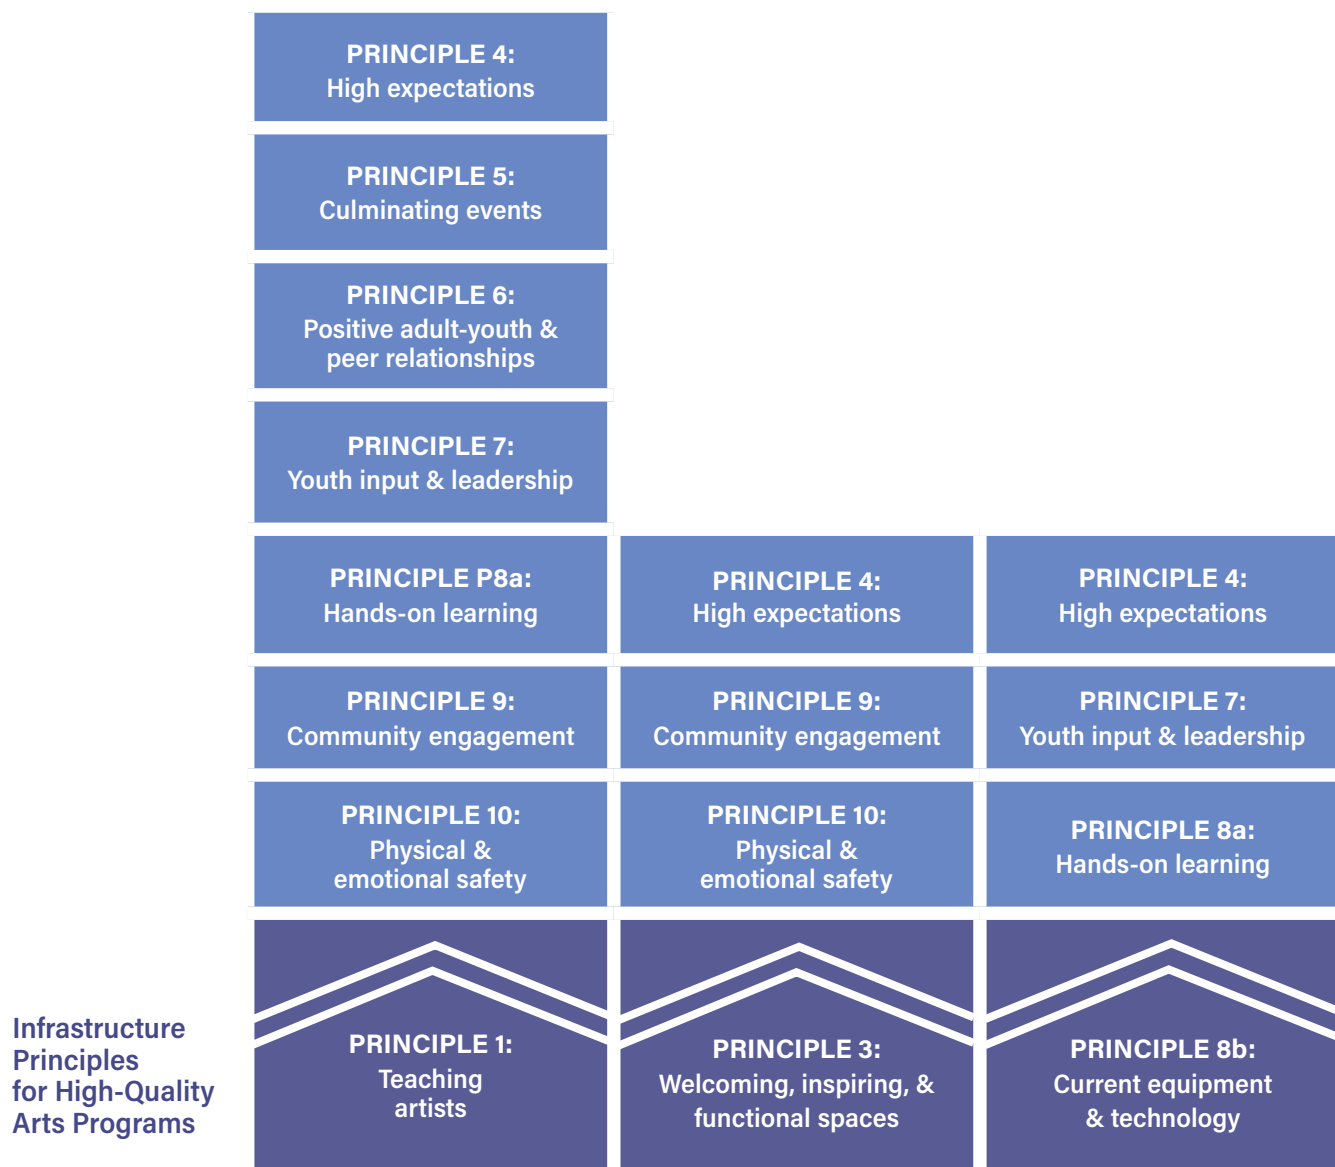 PRINCIPLE 4:
High expectations
PRINCIPLE 5:
Culminating events
PRINCIPLE 6:
Positive adult-youth &
peer relationships
PRINCIPLE 7:
Youth input & leadership
PRINCIPLE P8a:
Hands-on learning
PRINCIPLE 4:
High expectations
PRINCIPLE 4:
High expectations
PRINCIPLE 9:
Community engagement
PRINCIPLE 9:
Community engagement
PRINCIPLE 7:
Youth input & leadership
PRINCIPLE 10:
Physical &
emotional safety
PRINCIPLE 10:
Physical &
emotional safety
PRINCIPLE 8a:
Hands-on learning
Infrastructure
Principles
for High-Quality
Arts Programs
PRINCIPLE 1:
Teaching
artists
PRINCIPLE 3:
Welcoming, inspiring, &
functional spaces
PRINCIPLE 8b:
Current equipment
& technology